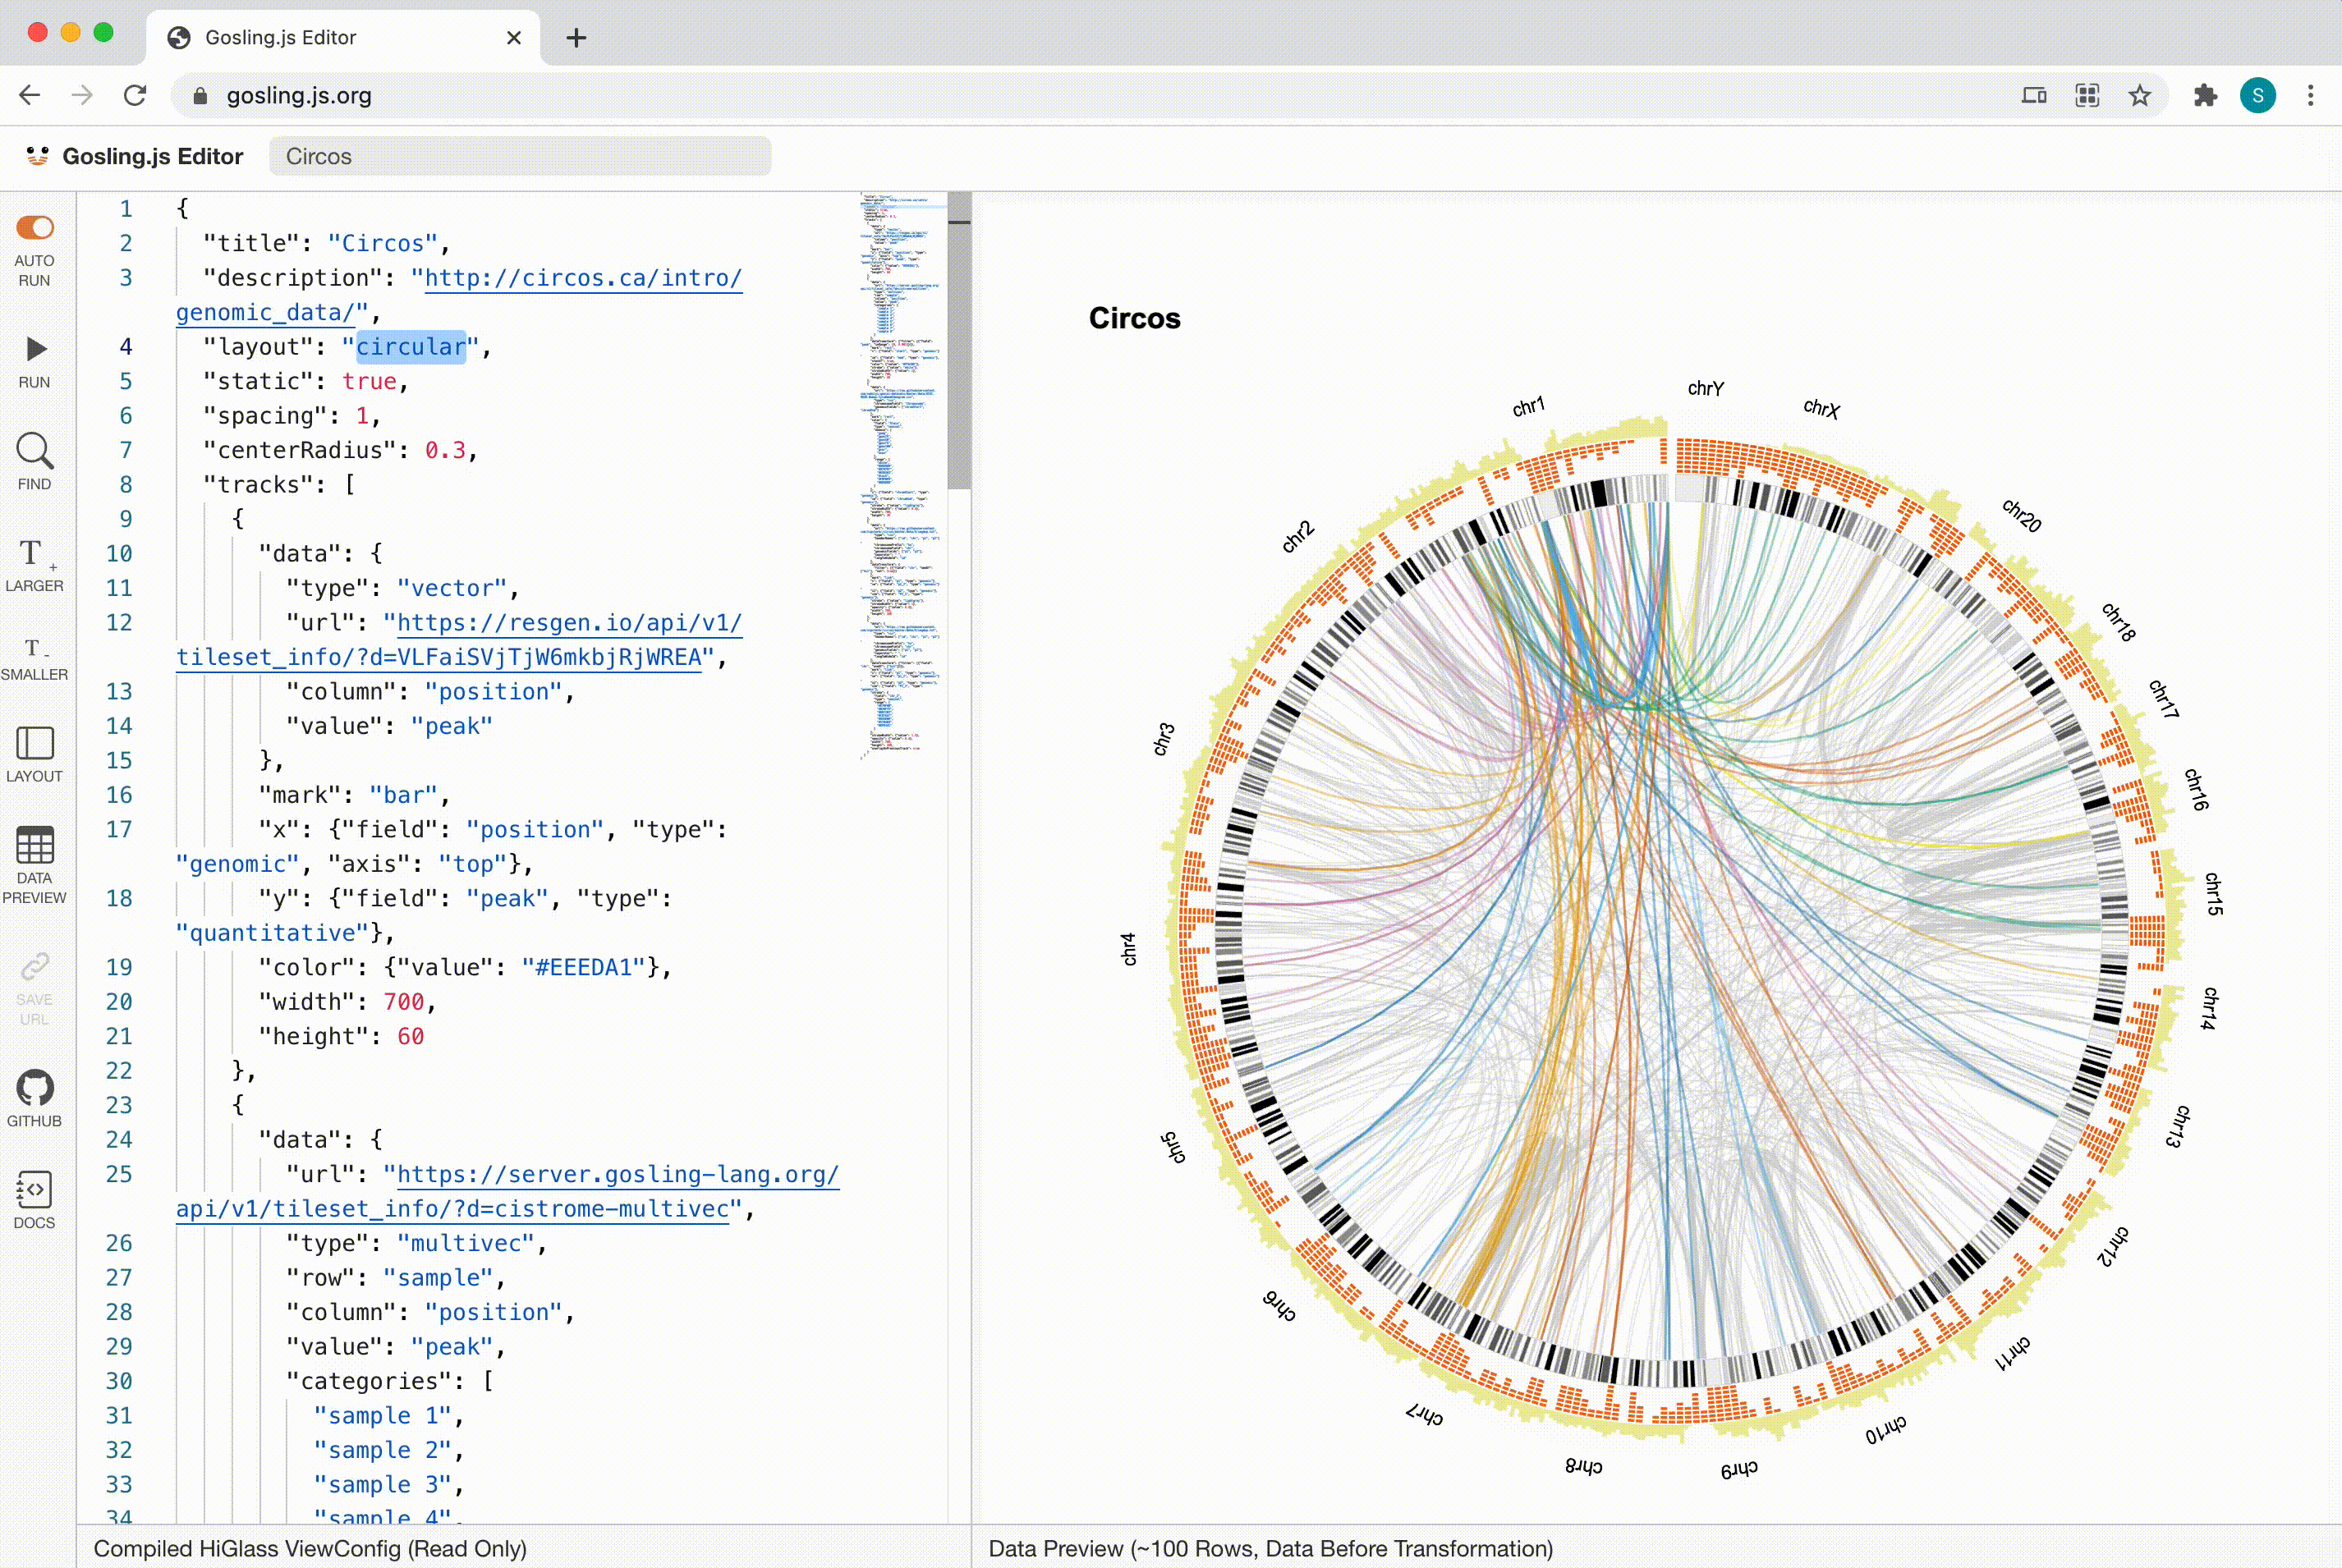 Gosling.js Editor
gosling.js.org
S
Gosling.js Editor
Circos
AUTO
RUN
RUN
FIND
T+
LARGER
T-
SMALLER
LAYOUT
DATA
PREVIEW
SAVE
URL
GITHUB
DOCS
1 {
2 "title": "Circos",
3 "description": "http://circos.ca/intro/
genomic_data/",
4 "layout": "circular",
5 "static": true,
6 "spacing": 1,
7 "centerRadius": 0.3,
8 "tracks": [
9 {
10 "data": {
11 "type": "vector",
12 "url": "https://resgen.io/api/v1/
tileset_info/?d=VLFaiSVjTjW6mkbjRjWREA",
13 "column": "position",
14 "value": "peak"
15 },
16 "mark": "bar",
17 "x": {"field": "position", "type":
"genomic", "axis": "top"},
18 "y": {"field": "peak", "type":
"quantitative"},
19 "color": {"value": "#EEEDA1"},
20 "width": 700,
21 "height": 60
22 },
23 {
24 "data": {
25 "url": "https://server.gosling-lang.org/
api/v1/tileset_info/?d=cistrome-multivec",
26 "type": "multivec",
27 "row": "sample",
28 "column": "position",
29 "value": "peak",
30 "categories": [
31 "sample 1",
32 "sample 2",
33 "sample 3",
34 "sample 4",
Circos
chrY
chrX
chr1
chr20
chr2
chr18
chr17
chr3
chr16
chr15
chr4
chr14
chr13
chr5
chr12
chr6
chr11
chr7
chr10
chr8
chr9
Compiled HiGlass ViewConfig (Read Only)
Data Preview (~100 Rows, Data Before Transformation)